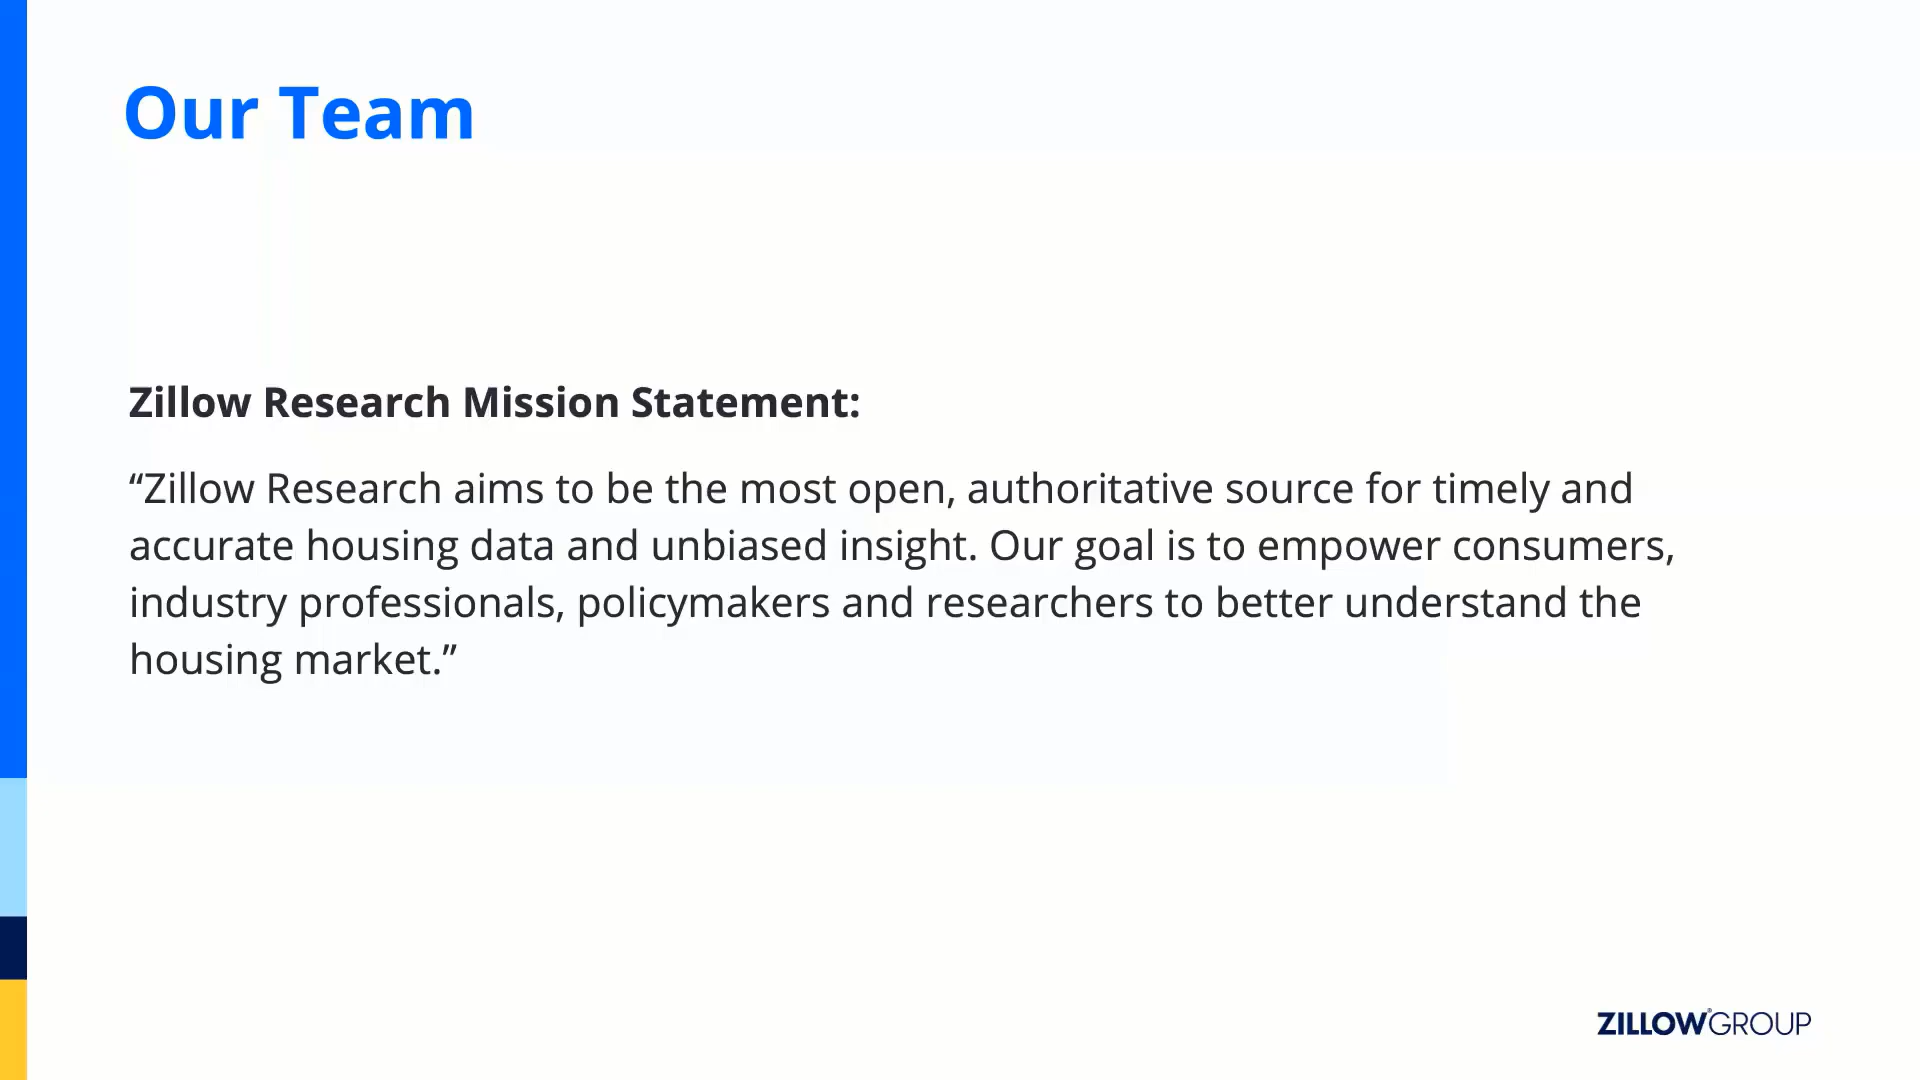 Our Team
Zillow Research Mission Statement:
“Zillow Research aims to be the most open, authoritative source for timely and
accurate housing data and unbiased insight. Our goal is to empower consumers,
industry professionals, policymakers and researchers to better understand the
housing market.”
ZILLOW®GROUP